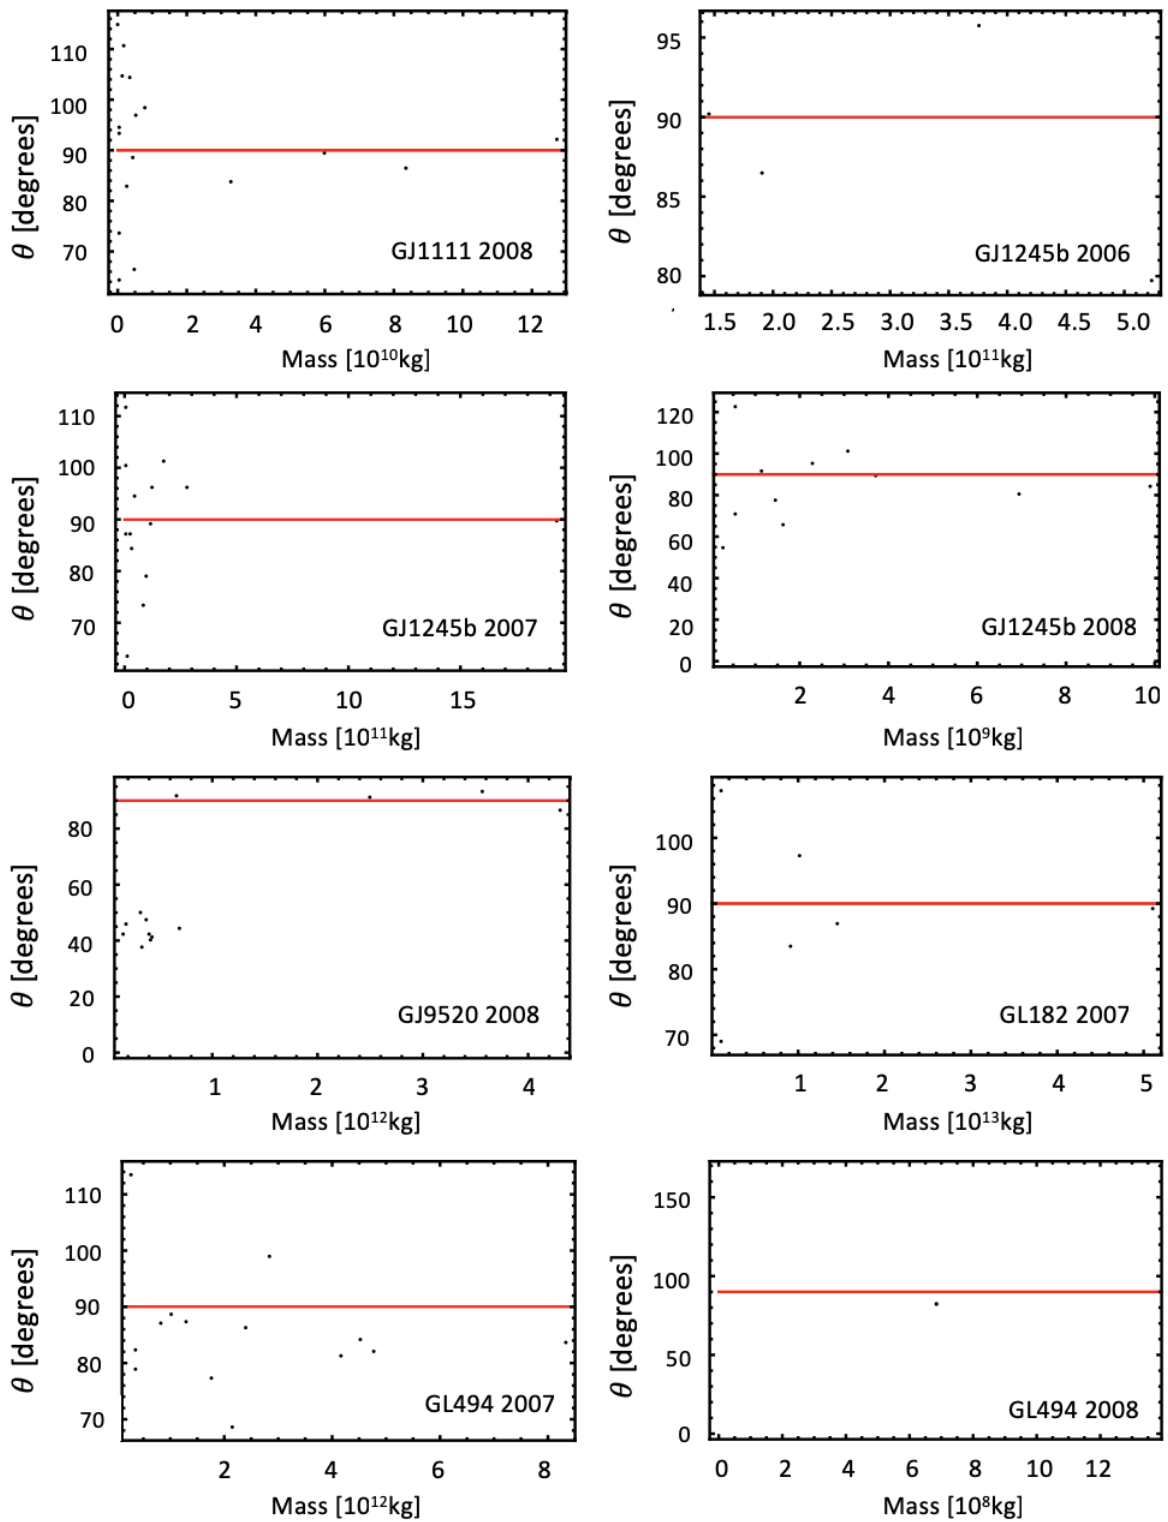 θ [degrees]
110
100
90
80
70
GJ1111 2008
0 2 4 6 8 10 12
Mass [10¹⁰kg]
θ [degrees]
95
90
85
80
GJ1245b 2006
1.5 2.0 2.5 3.0 3.5 4.0 4.5 5.0
Mass [10¹¹kg]
θ [degrees]
110
100
90
80
70
GJ1245b 2007
0 5 10 15
Mass [10¹¹kg]
θ [degrees]
120
100
80
60
40
20
0
GJ1245b 2008
2 4 6 8 10
Mass [10⁹kg]
θ [degrees]
80
60
40
20
0
GJ9520 2008
1 2 3 4
Mass [10¹²kg]
θ [degrees]
100
90
80
70
GL182 2007
1 2 3 4 5
Mass [10¹³kg]
θ [degrees]
110
100
90
80
70
GL494 2007
2 4 6 8
Mass [10¹²kg]
θ [degrees]
150
100
50
0
GL494 2008
0 2 4 6 8 10 12
Mass [10⁸kg]